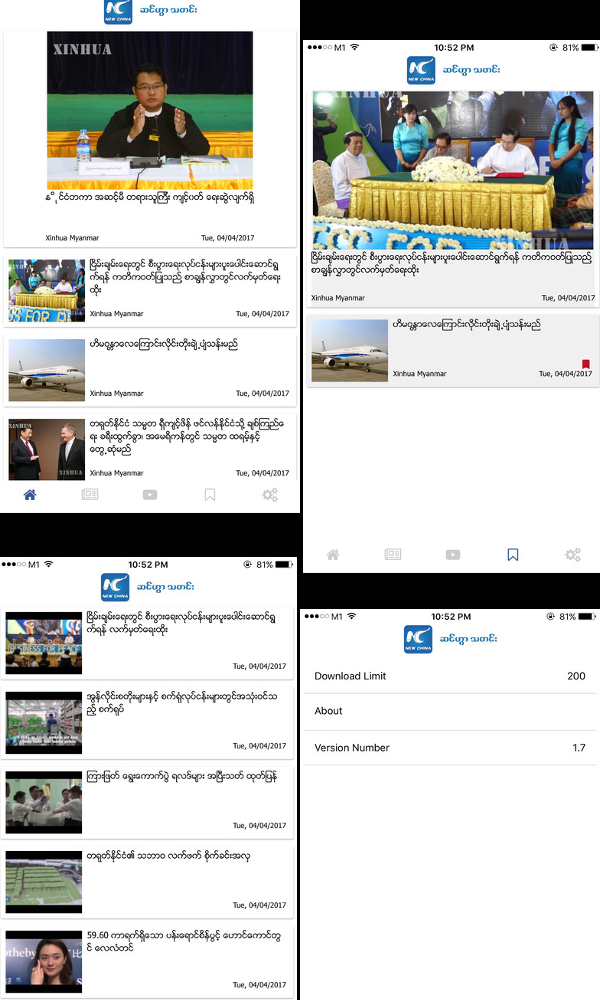 NEW CHINA
ဆင်ဟွာ သတင်း
XINHUA
နိုင်ငံတကာ အဆင့်မီ တရားသူကြီး ကျင့်ဝတ် ရေးဆွဲလျက်ရှိ
Xinhua Myanmar Tue, 04/04/2017
ငြိမ်းချမ်းရေးတွင် စီးပွားရေးလုပ်ငန်းများပူးပေါင်းဆောင်ရွ
က်ရန် ကတိကဝတ်ပြုသည့် စာချုပ်လွှာတွင်လက်မှတ်ရေး
ထိုး
Xinhua Myanmar Tue, 04/04/2017
ဟိမဝန္တာလေကြောင်းလိုင်းတိုးချဲ့ပျံသန်းမည်
Xinhua Myanmar Tue, 04/04/2017
တရုတ်နိုင်ငံ သမ္မတ ရှီကျင့်ဖိန် ဖင်လန်နိုင်ငံသို့ ချစ်ကြည်ရေး
ရေး ခရီးထွက်ခွာ၊ အမေရိကန်တွင် သမ္မတ ထရမ့်နှင့်
တွေ့ဆုံမည်
XINHUA
Xinhua Myanmar Tue, 04/04/2017
M1 10:52 PM 81%
NEW CHINA
ဆင်ဟွာ သတင်း
ငြိမ်းချမ်းရေးတွင် စီးပွားရေးလုပ်ငန်းများပူးပေါင်းဆောင်ရွက်ရန် ကတိကဝတ်ပြုသည့်
စာချွန်လွှာတွင်လက်မှတ်ရေးထိုး
Xinhua Myanmar Tue, 04/04/2017
ဟိမဝန္တာလေကြောင်းလိုင်းတိုးချဲ့ပျံသန်းမည်
Xinhua Myanmar Tue, 04/04/2017
M1 10:52 PM 81%
NEW CHINA
ဆင်ဟွာ သတင်း
ငြိမ်းချမ်းရေးတွင် စီးပွားရေးလုပ်ငန်းများပူးပေါင်းဆောင်ရွ
က်ရန် လက်မှတ်ရေးထိုး
Tue, 04/04/2017
အွန်လိုင်းစတိုးများနှင့် စက်ရုံလုပ်ငန်းများတွင်အသုံးဝင်သ
ည့် စက်ရုပ်
Tue, 04/04/2017
ကြားဖြတ် ရွေးကောက်ပွဲ ရလဒ်များ အပြီးသတ် ထုတ်ပြန်
Tue, 04/04/2017
တရုတ်နိုင်ငံ၏ သဘာဝ လက်ဖက် စိုက်ခင်းအလှ
Tue, 04/04/2017
59.60 ကာရက်ရှိသော ပန်းရောင်စိန်ပွင့် ဟောင်ကောင်တွ
င် လေလံတင်
Tue, 04/04/2017
M1 10:52 PM 81%
NEW CHINA
ဆင်ဟွာ သတင်း
Download Limit 200
About
Version Number 1.7